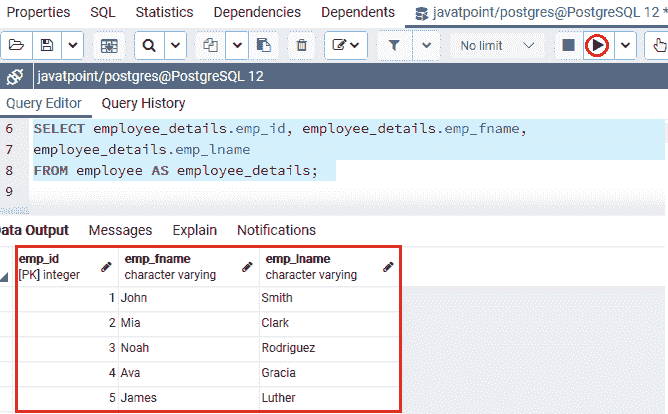 Properties SQL Statistics Dependencies Dependents javatpoint/postgres@PostgreSQL 12 *
No limit
javatpoint/postgres@PostgreSQL 12
Query Editor Query History
6 SELECT employee_details.emp_id, employee_details.emp_fname,
7 employee_details.emp_lname
8 FROM employee AS employee_details;
9
Data Output Messages Explain Notifications
emp_id emp_fname emp_lname
[PK] integer character varying character varying
1 John Smith
2 Mia Clark
3 Noah Rodriguez
4 Ava Gracia
5 James Luther